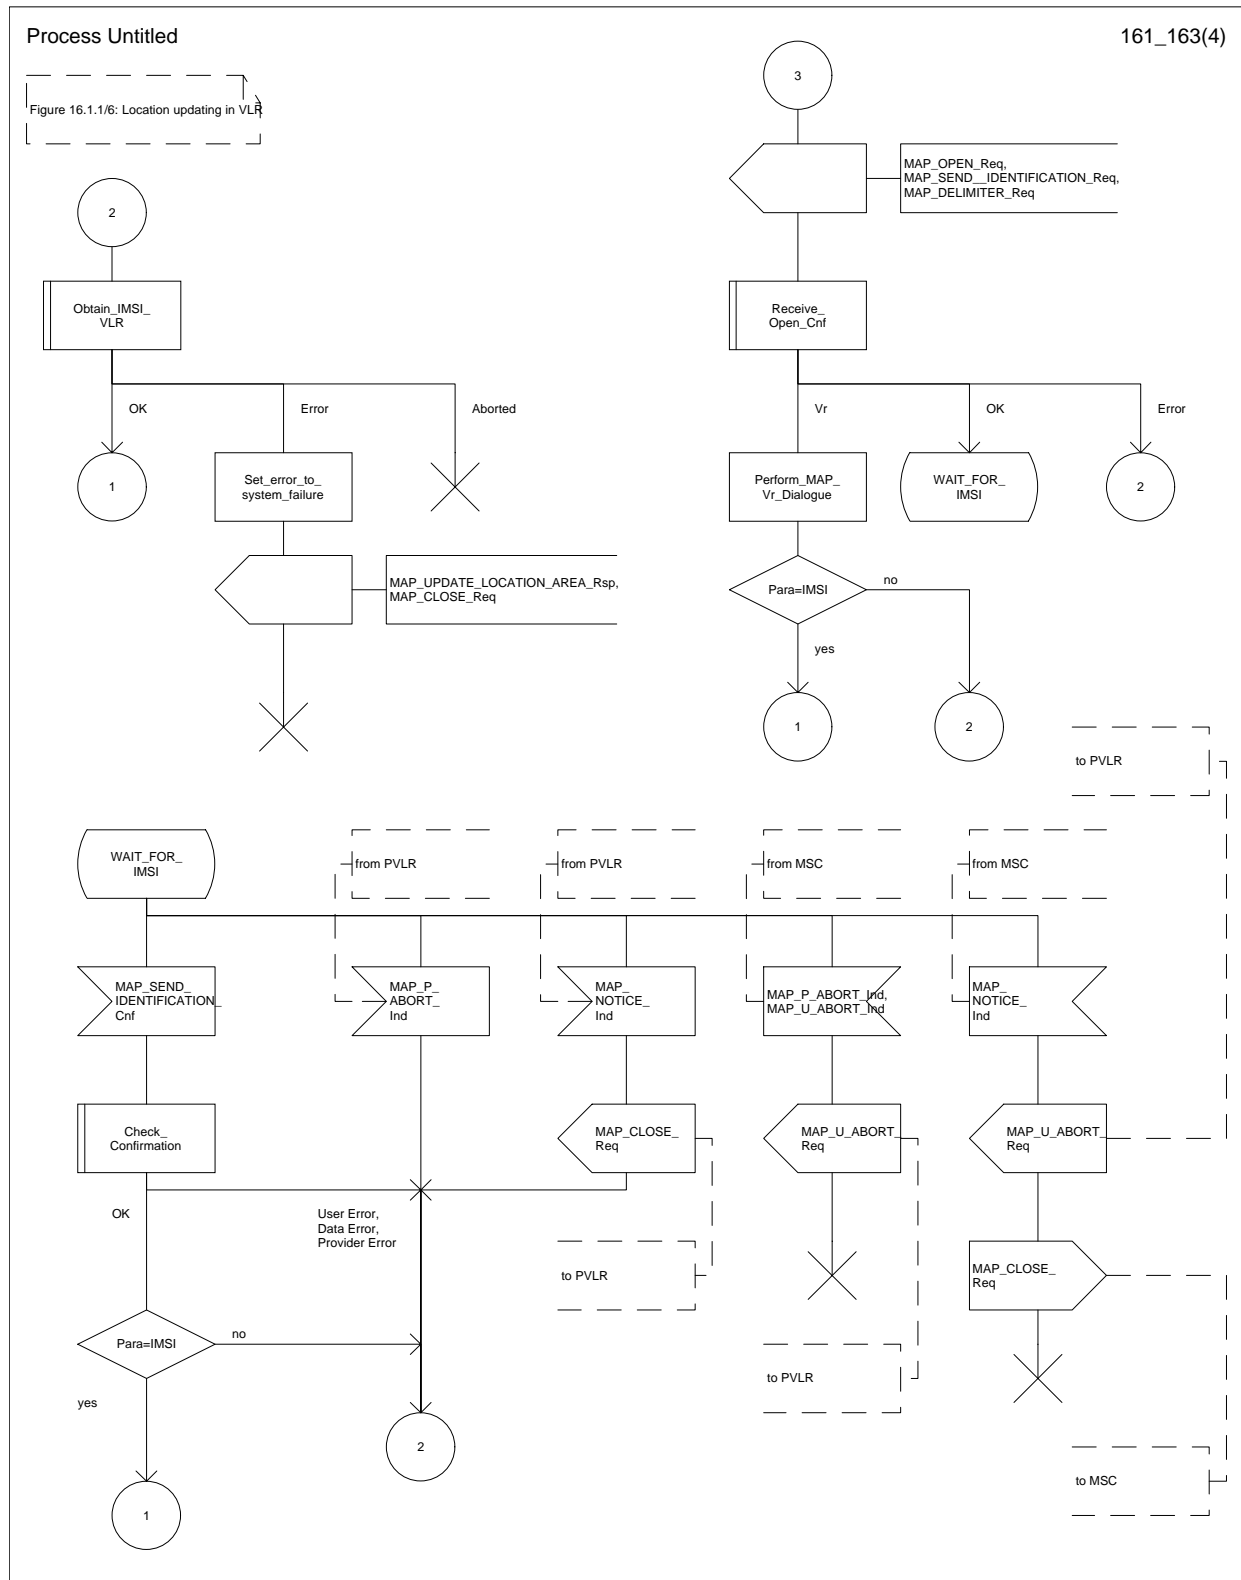 Process Untitled
161_163(4)
Figure 16.1.1/6: Location updating in VLR
3
MAP_OPEN_Req,
MAP_SEND__IDENTIFICATION_Req,
MAP_DELIMITER_Req
2
Obtain_IMSI_
VLR
Receive_
Open_Cnf
OK
Error
Aborted
Vr
OK
Error
1
Set_error_to_
system_failure
Perform_MAP_
Vr_Dialogue
WAIT_FOR_
IMSI
2
MAP_UPDATE_LOCATION_AREA_Rsp,
MAP_CLOSE_Req
Para=IMSI
no
yes
1
2
to PVLR
WAIT_FOR_
IMSI
from PVLR
from PVLR
from MSC
from MSC
MAP_SEND_
IDENTIFICATION_
Cnf
MAP_P_
ABORT_
Ind
MAP_
NOTICE_
Ind
MAP_P_ABORT_Ind,
MAP_U_ABORT_Ind
MAP_
NOTICE_
Ind
Check_
Confirmation
MAP_CLOSE_
Req
MAP_U_ABORT_
Req
MAP_U_ABORT_
Req
OK
User Error,
Data Error,
Provider Error
to PVLR
MAP_CLOSE_
Req
Para=IMSI
no
to PVLR
yes
2
to MSC
1